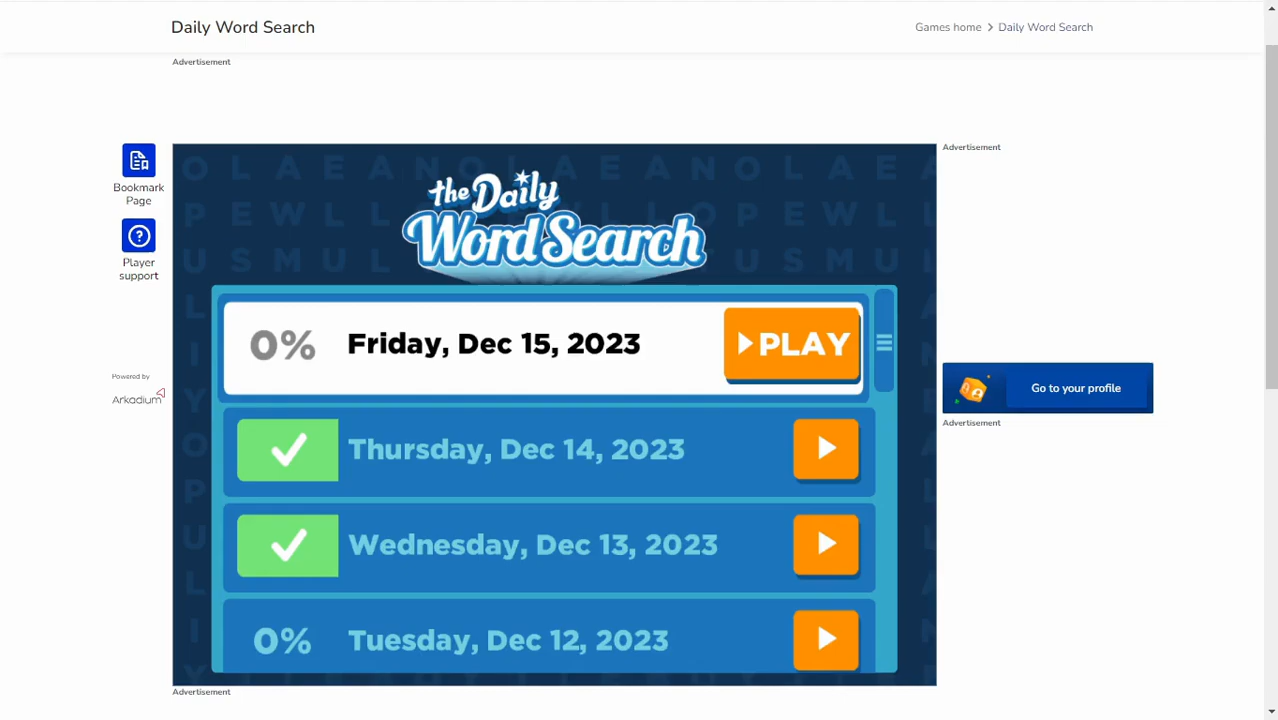 Daily Word Search
Games home > Daily Word Search
Advertisement
Bookmark
Page
Player
support
Powered by
Arkadium
the Daily
Word Search
0% Friday, Dec 15, 2023 PLAY
Thursday, Dec 14, 2023
Wednesday, Dec 13, 2023
0% Tuesday, Dec 12, 2023
Advertisement
Go to your profile
Advertisement
Advertisement